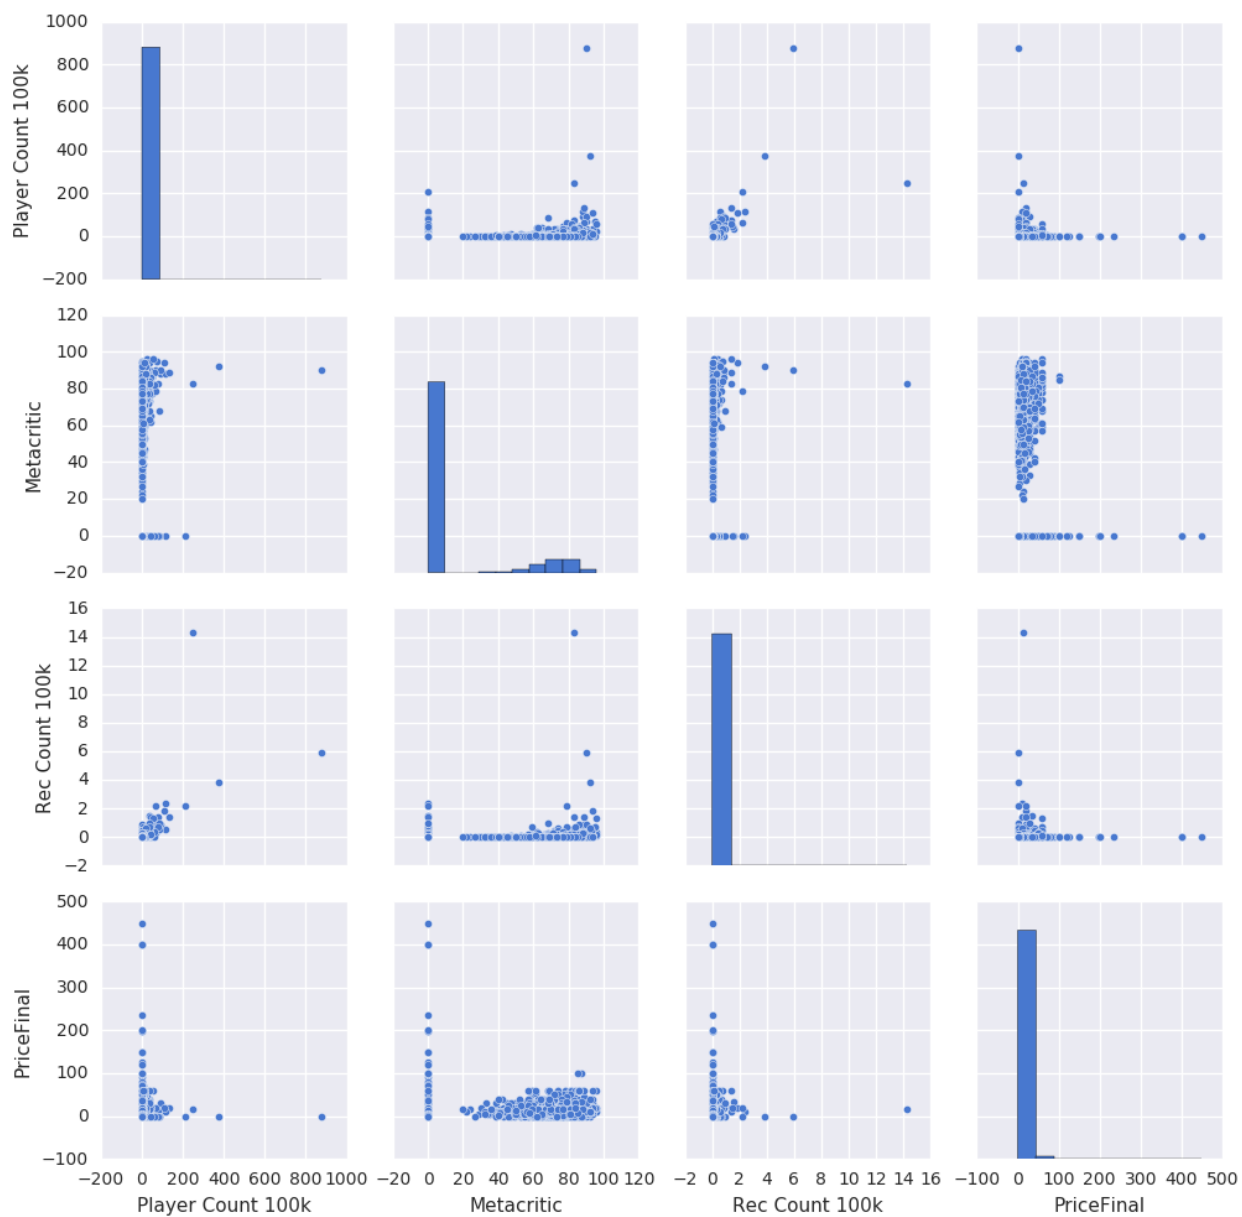 1000
800
600
400
200
0
−200
Player Count 100k
120
100
80
60
40
20
0
−20
Metacritic
16
14
12
10
8
6
4
2
0
−2
Rec Count 100k
500
400
300
200
100
0
−100
PriceFinal
−200 0 200 400 600 800 1000
−20 0 20 40 60 80 100 120
−2 0 2 4 6 8 10 12 14 16
−100 0 100 200 300 400 500
Player Count 100k
Metacritic
Rec Count 100k
PriceFinal